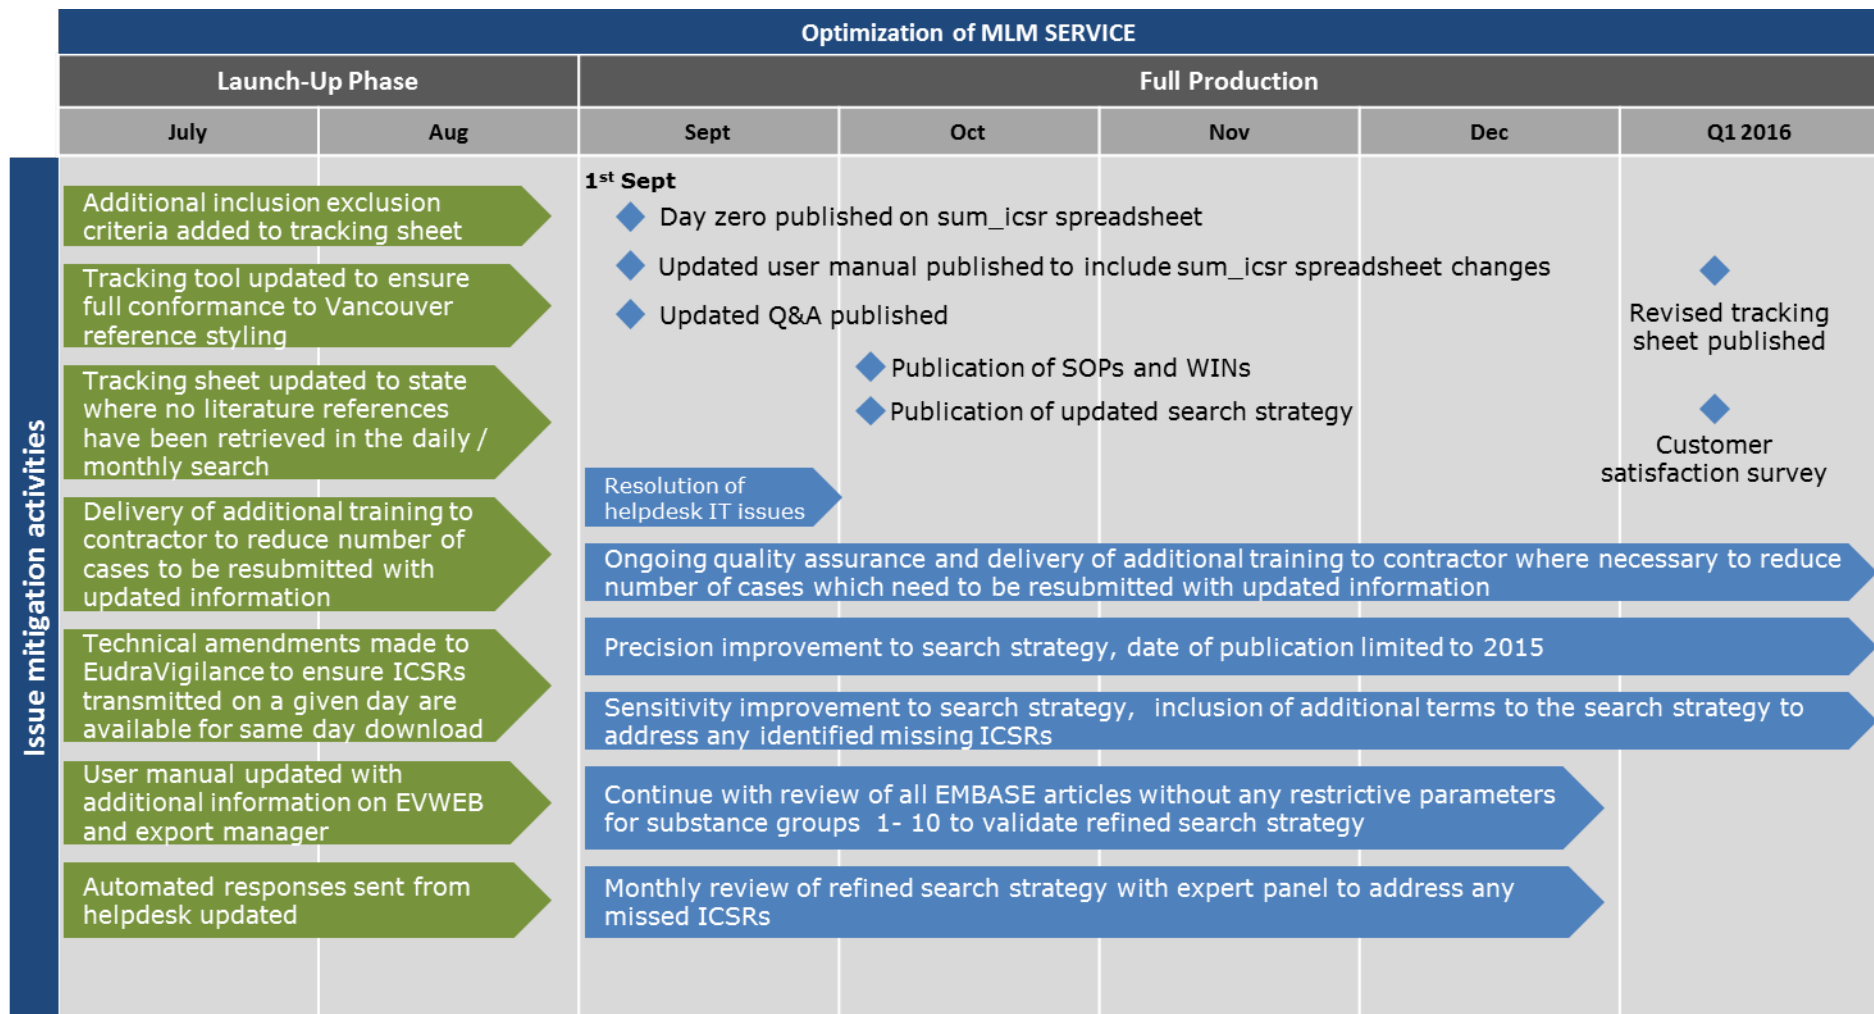 Optimization of MLM SERVICE
Launch-Up Phase
Full Production
July
Aug
Sept
Oct
Nov
Dec
Q1 2016
Issue mitigation activities
Additional inclusion exclusion
criteria added to tracking sheet
Tracking tool updated to ensure
full conformance to Vancouver
reference styling
Tracking sheet updated to state
where no literature references
have been retrieved in the daily /
monthly search
Delivery of additional training to
contractor to reduce number of
cases to be resubmitted with
updated information
Technical amendments made to
EudraVigilance to ensure ICSRs
transmitted on a given day are
available for same day download
User manual updated with
additional information on EVWEB
and export manager
Automated responses sent from
helpdesk updated
1st Sept
Day zero published on sum_icsr spreadsheet
Updated user manual published to include sum_icsr spreadsheet changes
Updated Q&A published
Publication of SOPs and WINs
Publication of updated search strategy
Revised tracking
sheet published
Customer
satisfaction survey
Resolution of
helpdesk IT issues
Ongoing quality assurance and delivery of additional training to contractor where necessary to reduce
number of cases which need to be resubmitted with updated information
Precision improvement to search strategy, date of publication limited to 2015
Sensitivity improvement to search strategy, inclusion of additional terms to the search strategy to
address any identified missing ICSRs
Continue with review of all EMBASE articles without any restrictive parameters
for substance groups 1- 10 to validate refined search strategy
Monthly review of refined search strategy with expert panel to address any
missed ICSRs